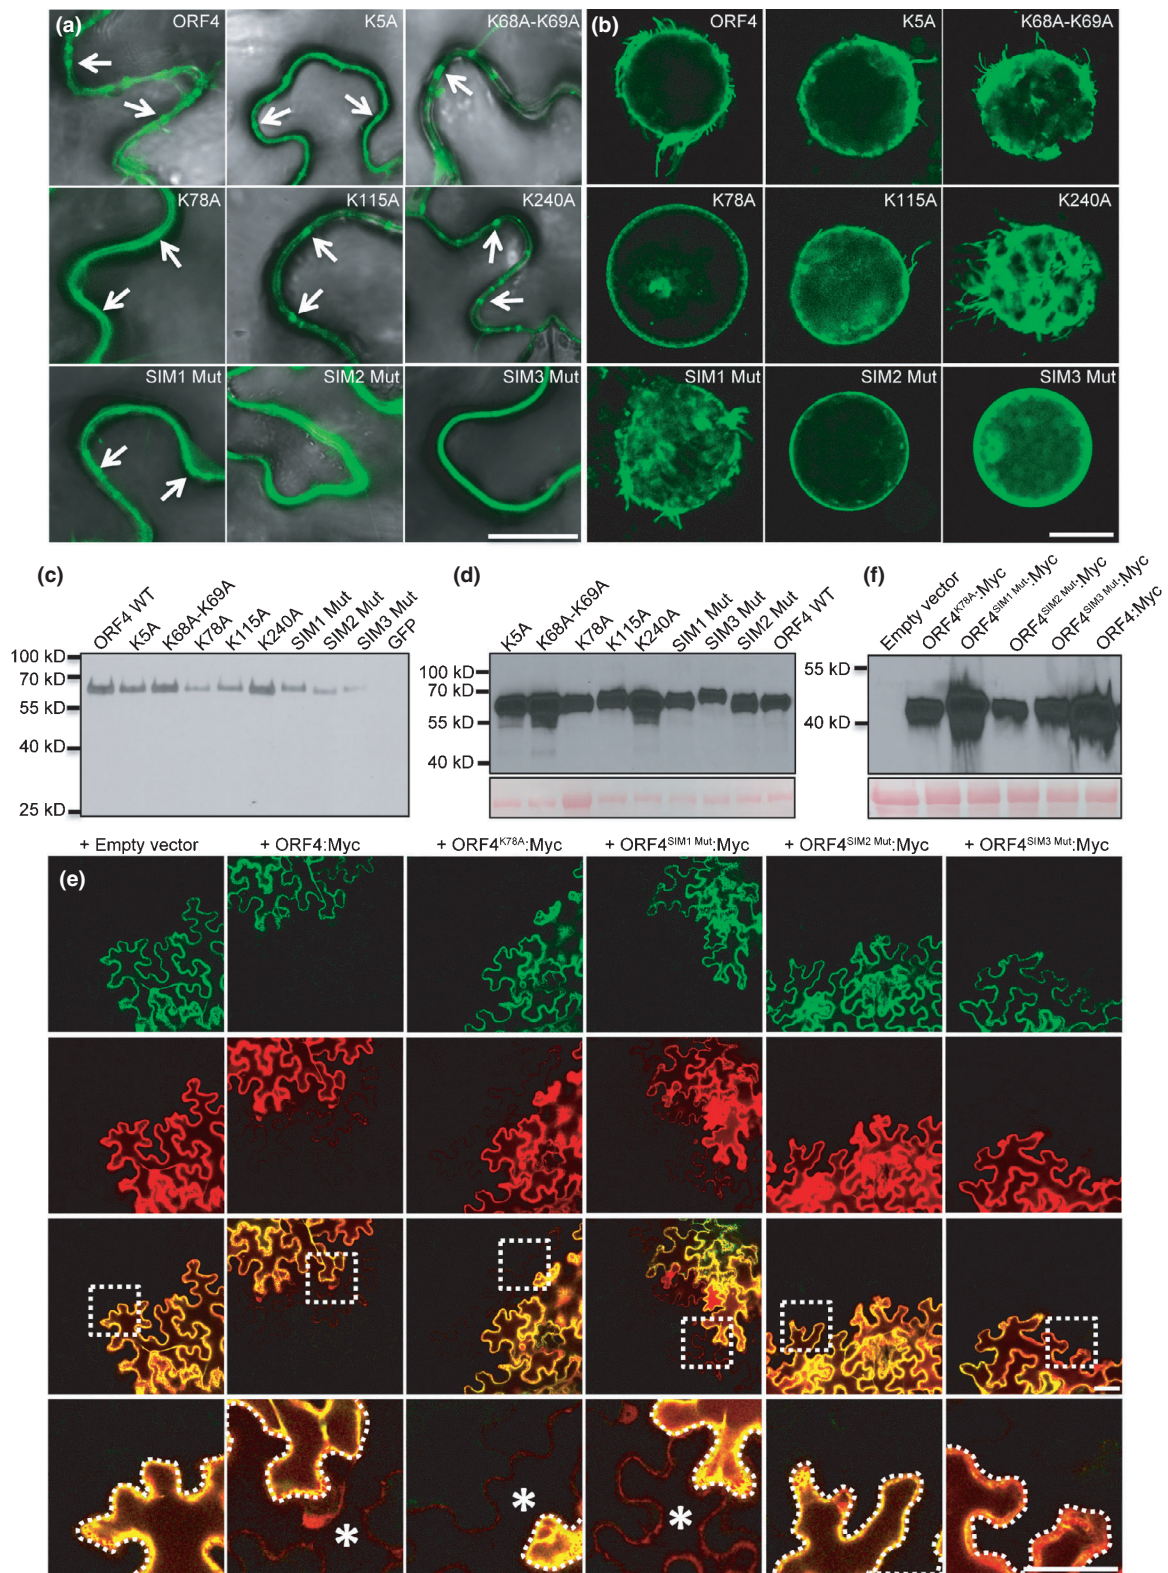 (a) ORF4 K5A K68A-K69A
K78A K115A K240A
SIM1 Mut SIM2 Mut SIM3 Mut
(b) ORF4 K5A K68A-K69A
K78A K115A K240A
SIM1 Mut SIM2 Mut SIM3 Mut
(c)
ORF4 WT K5A K68A-K69A K78A K115A K240A SIM1 Mut SIM2 Mut SIM3 Mut GFP
100 kD
70 kD
55 kD
40 kD
25 kD
(d)
K5A K68A-K69A K78A K115A K240A SIM1 Mut SIM3 Mut SIM2 Mut ORF4 WT
100 kD
70 kD
55 kD
40 kD
(f)
Empty vector ORF4K78A:Myc ORF4SIM1 Mut:Myc ORF4SIM2 Mut:Myc ORF4SIM3 Mut:Myc ORF4:Myc
55 kD
40 kD
+ Empty vector + ORF4:Myc + ORF4K78A:Myc + ORF4SIM1 Mut:Myc + ORF4SIM2 Mut:Myc + ORF4SIM3 Mut:Myc
(e)
* * *